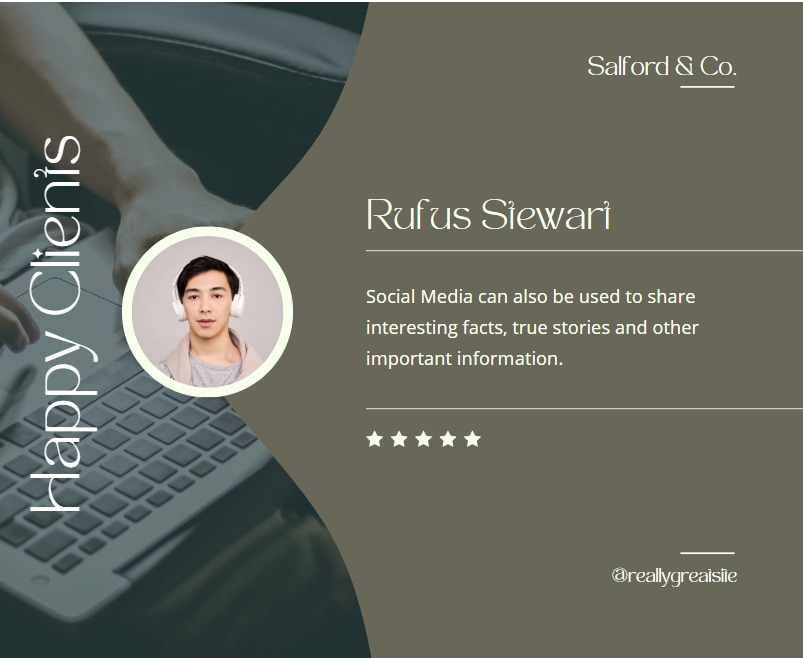 Salford & Co.
Happy Clients
Rufus Stewart
Social Media can also be used to share
interesting facts, true stories and other
important information.
@reallygreatsite